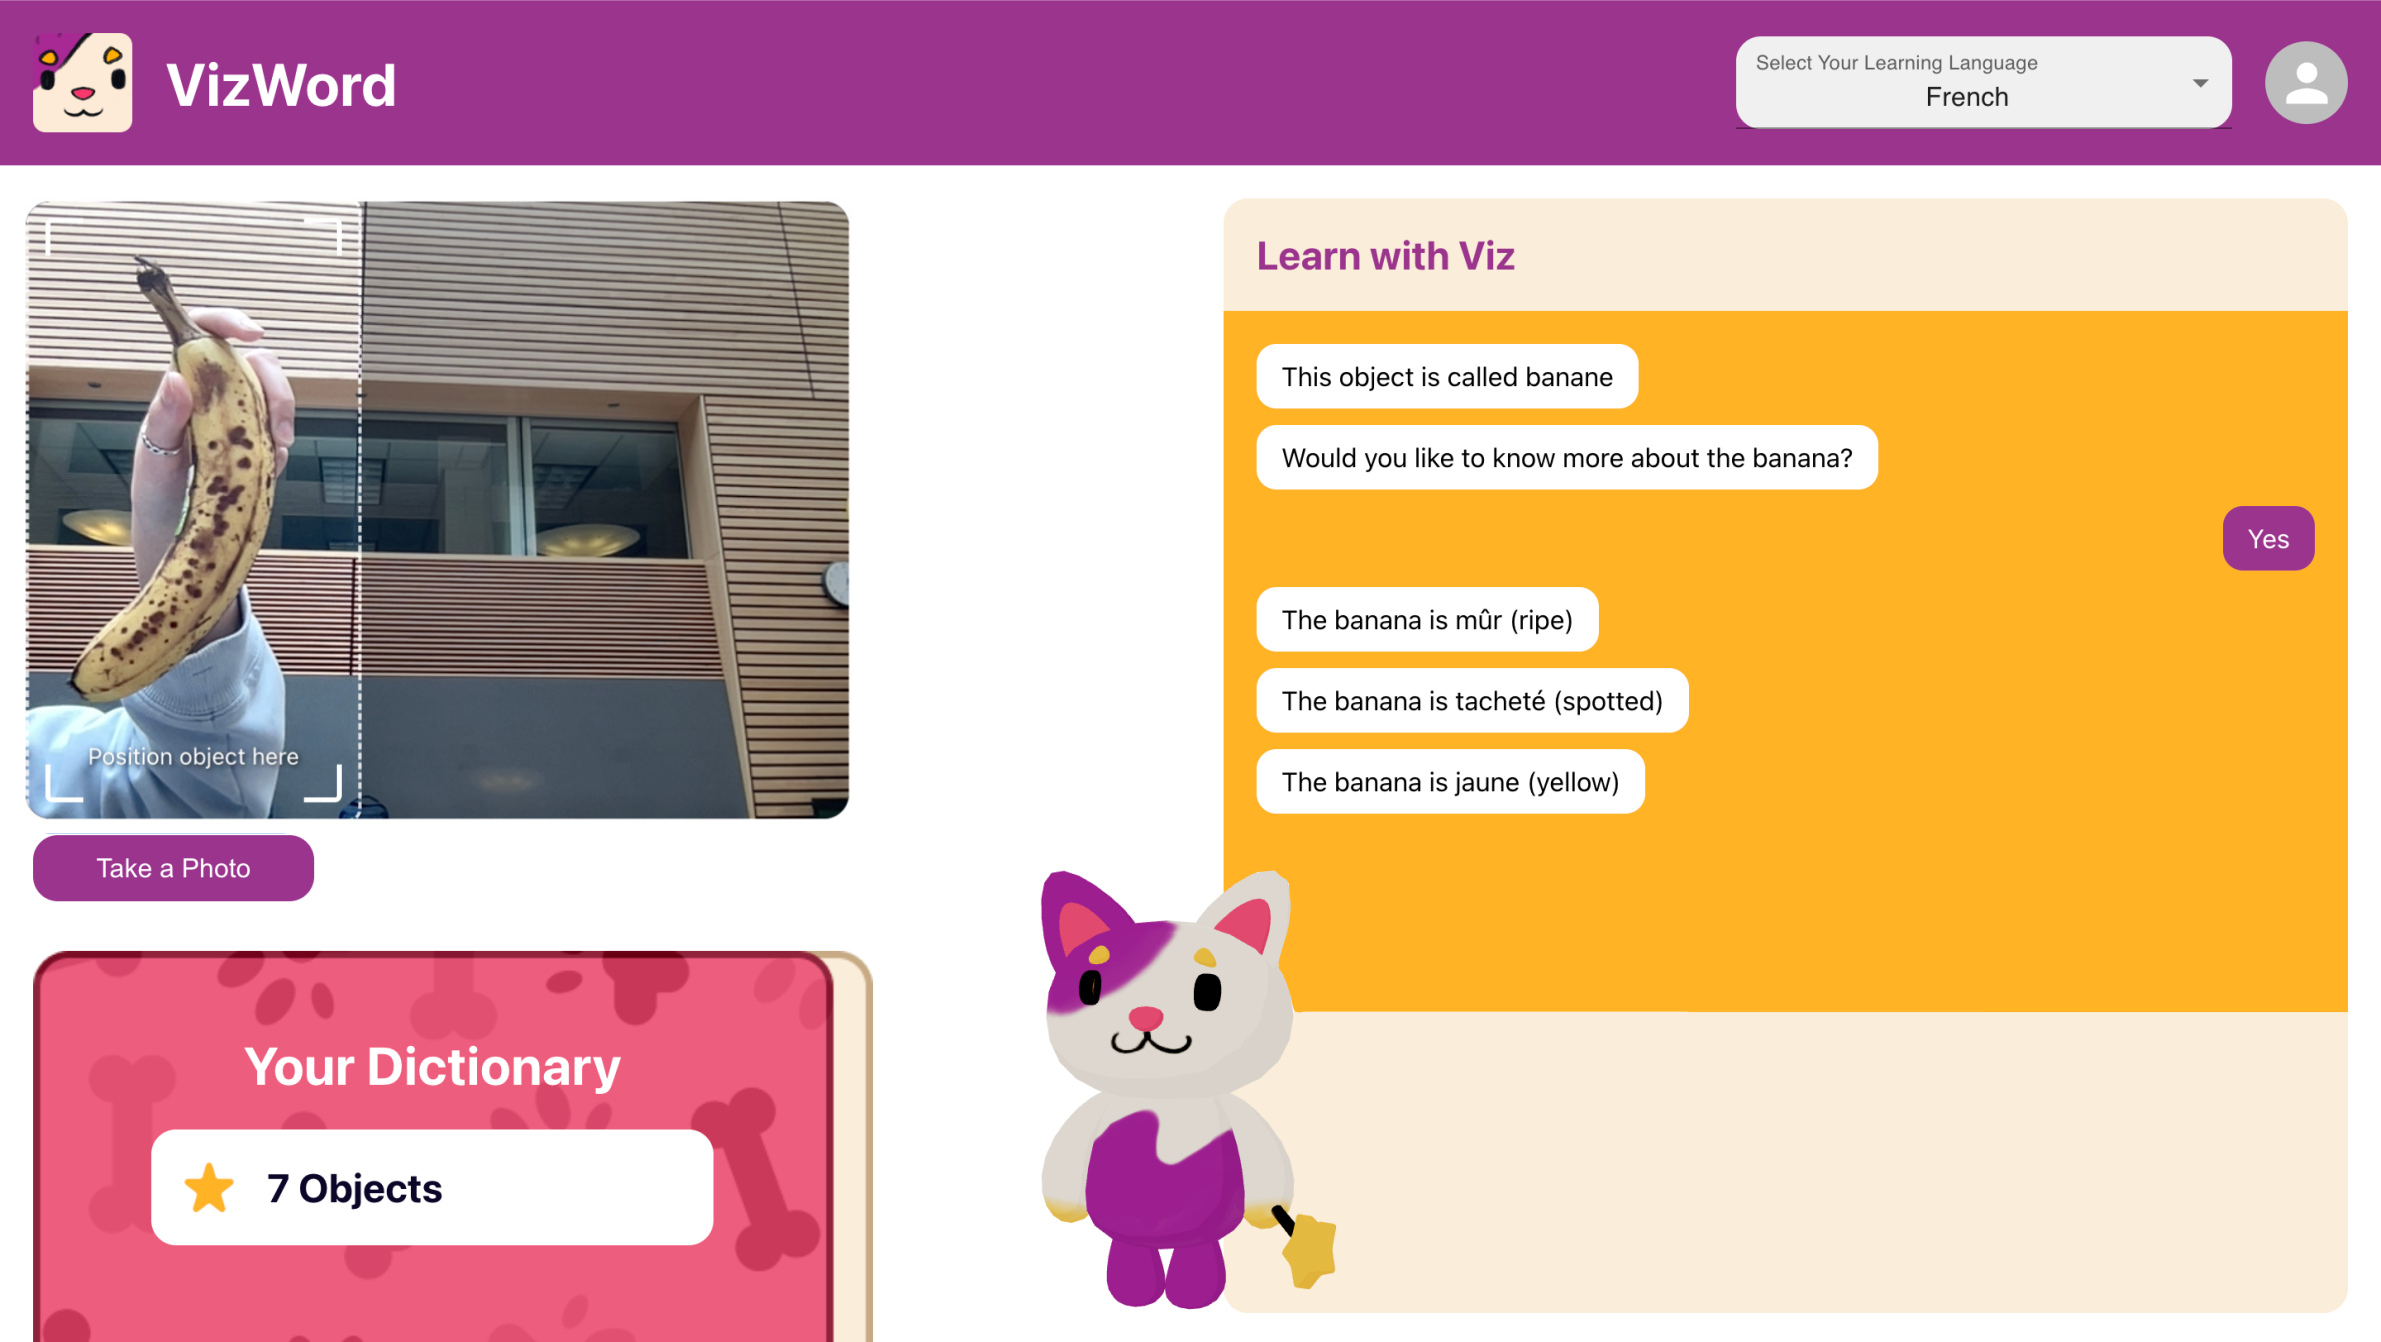 VizWord
Select Your Learning Language
French
Position object here
Take a Photo
Your Dictionary
7 Objects
Learn with Viz
This object is called banane
Would you like to know more about the banana?
Yes
The banana is mûr (ripe)
The banana is tacheté (spotted)
The banana is jaune (yellow)